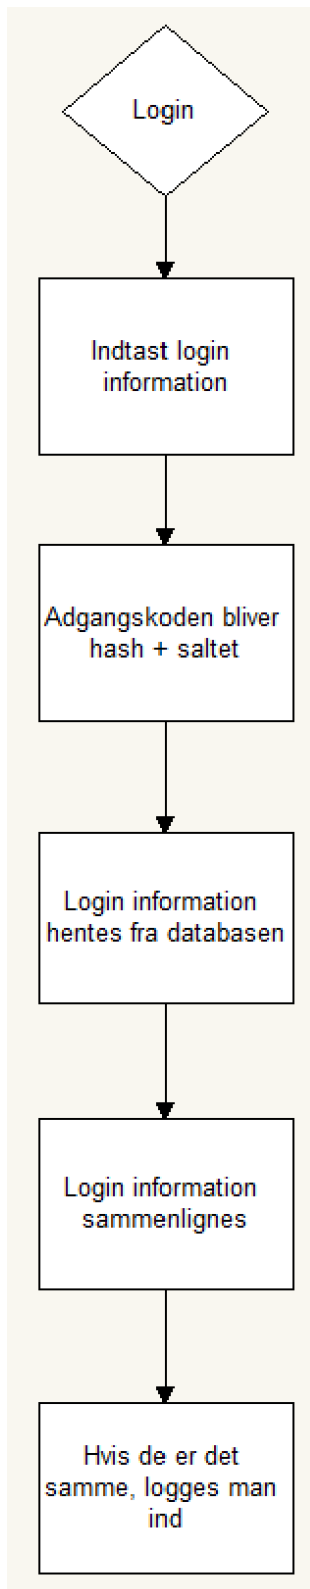 Login
Indtast login
information
Adgangskoden bliver
hash + saltet
Login information
hentes fra databasen
Login information
sammenlignes
Hvis de er det
samme, logges man
ind